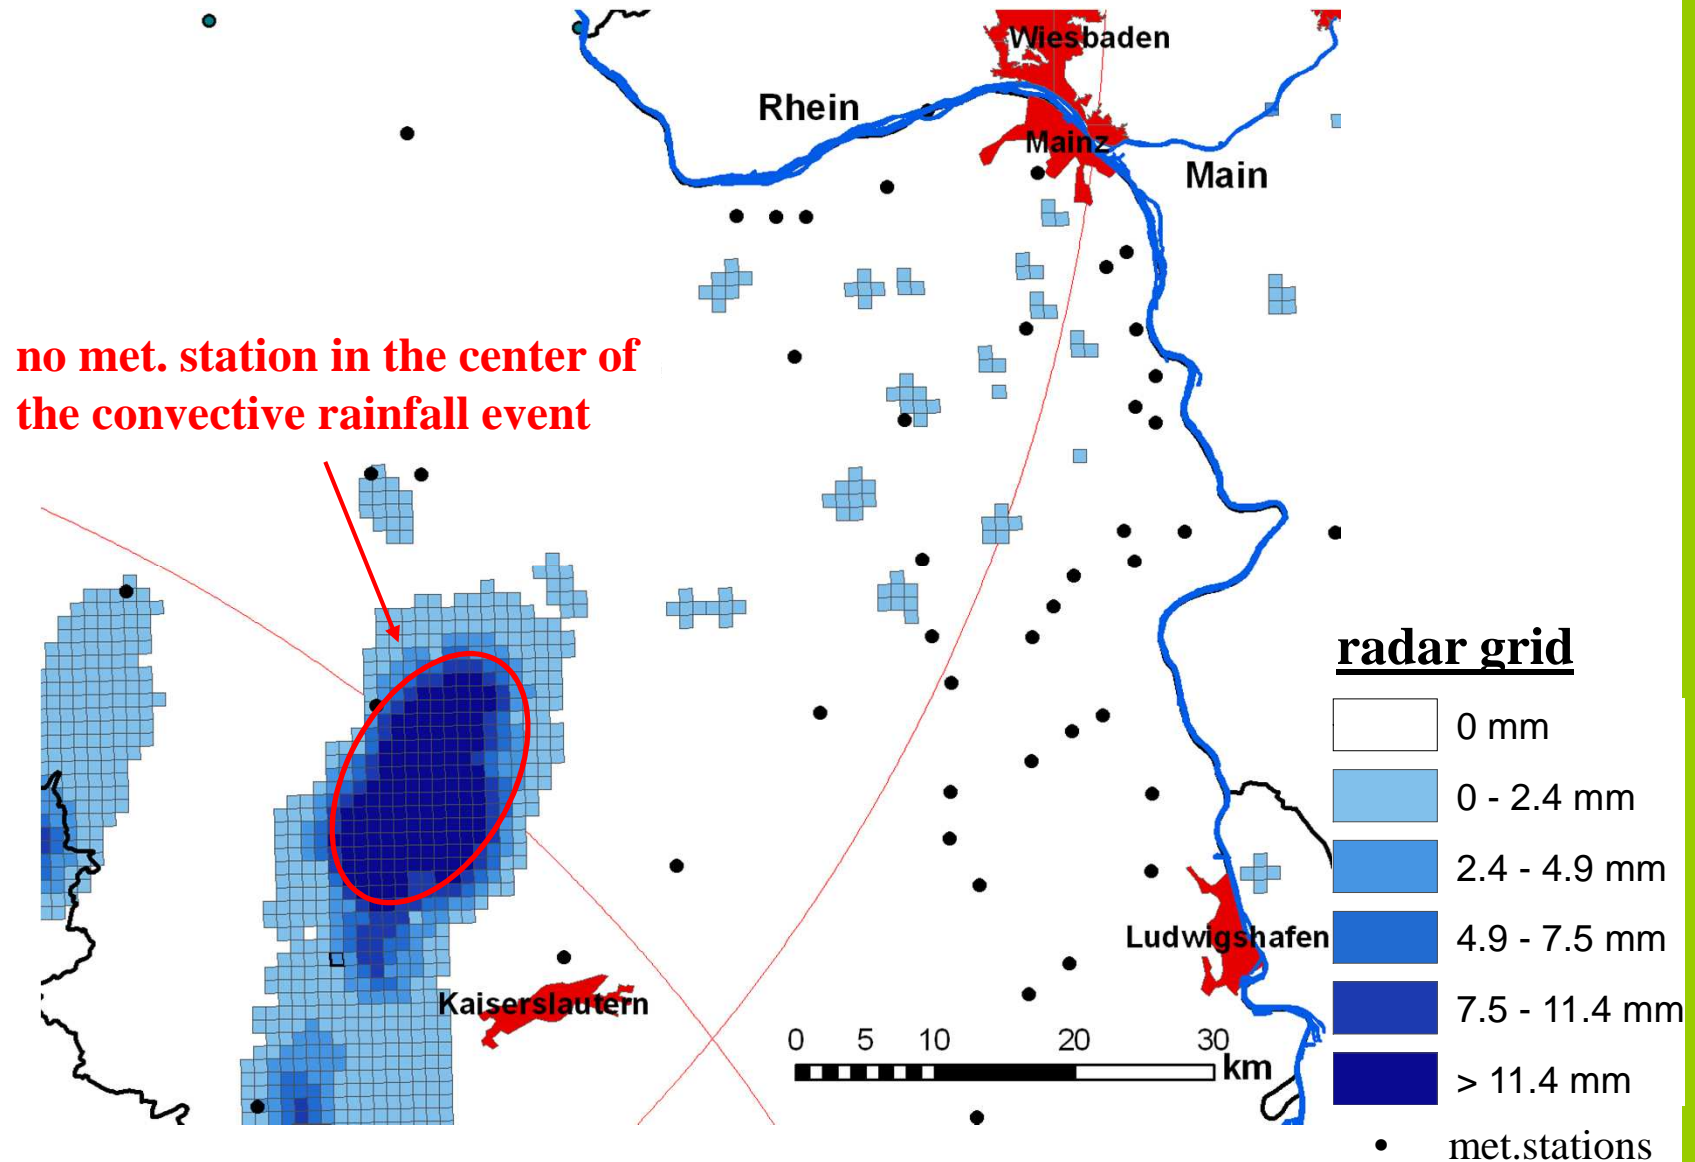 Wiesbaden
Rhein
Mainz
Main
no met. station in the center of
the convective rainfall event
radar grid
0 mm
0 - 2.4 mm
2.4 - 4.9 mm
4.9 - 7.5 mm
7.5 - 11.4 mm
> 11.4 mm
met.stations
Ludwigshafen
Kaiserslautern
0 5 10 20 30
km